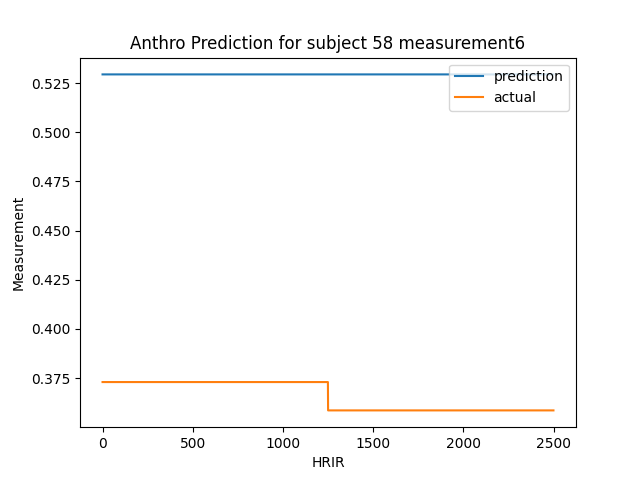 Anthro Prediction for subject 58 measurement6
prediction
actual
0.525
0.500
0.475
0.450
0.425
0.400
0.375
Measurement
0
500
1000
1500
2000
2500
HRIR